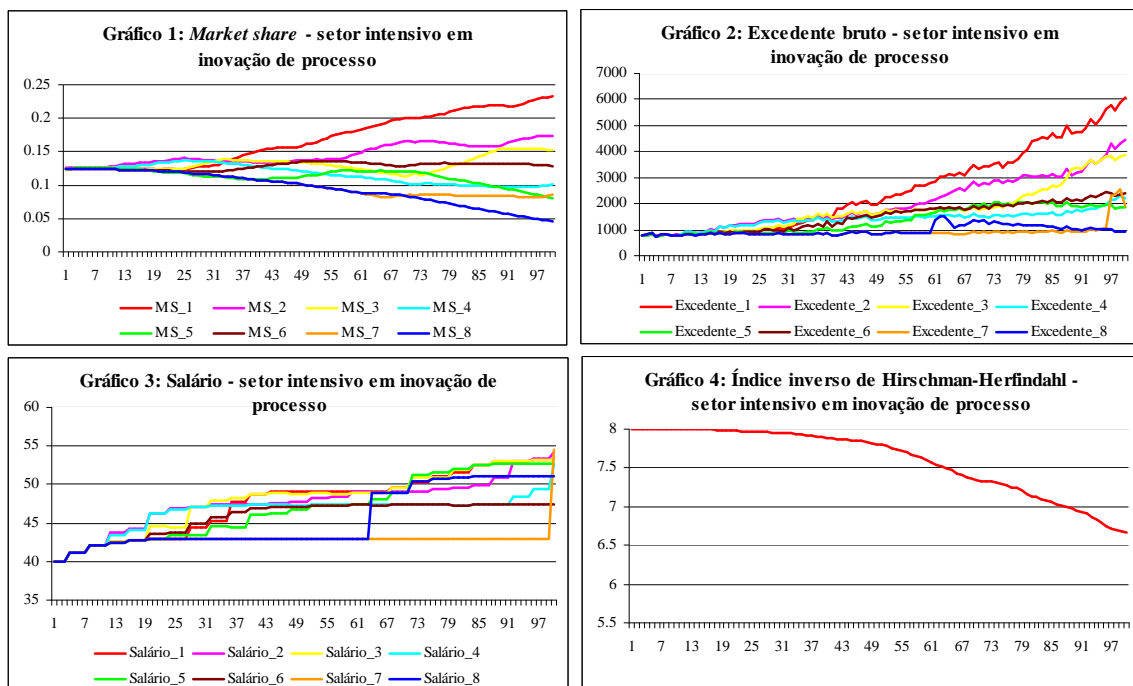 Gráfico 1: Market share - setor intensivo em
inovação de processo
0.25
0.2
0.15
0.1
0.05
0
1 7 13 19 25 31 37 43 49 55 61 67 73 79 85 91 97
MS_1 MS_2 MS_3 MS_4
MS_5 MS_6 MS_7 MS_8
Gráfico 2: Excedente bruto - setor intensivo em
inovação de processo
7000
6000
5000
4000
3000
2000
1000
0
1 7 13 19 25 31 37 43 49 55 61 67 73 79 85 91 97
Excedente_1 Excedente_2 Excedente_3 Excedente_4
Excedente_5 Excedente_6 Excedente_7 Excedente_8
Gráfico 3: Salário - setor intensivo em inovação de
processo
60
55
50
45
40
35
1 7 13 19 25 31 37 43 49 55 61 67 73 79 85 91 97
Salário_1 Salário_2 Salário_3 Salário_4
Salário_5 Salário_6 Salário_7 Salário_8
Gráfico 4: Índice inverso de Hirschman-Herfindahl -
setor intensivo em inovação de processo
8
7.5
7
6.5
6
5.5
1 7 13 19 25 31 37 43 49 55 61 67 73 79 85 91 97